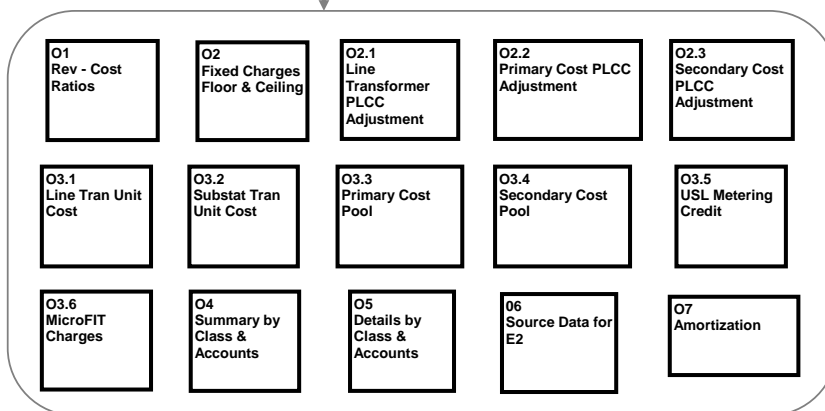 O1
Rev - Cost
Ratios
O2
Fixed Charges
Floor & Ceiling
O2.1
Line
Transformer
PLCC
Adjustment
O2.2
Primary Cost PLCC
Adjustment
O2.3
Secondary Cost
PLCC
Adjustment
O3.1
Line Tran Unit
Cost
O3.2
Substat Tran
Unit Cost
O3.3
Primary Cost
Pool
O3.4
Secondary Cost
Pool
O3.5
USL Metering
Credit
O3.6
MicroFIT
Charges
O4
Summary by
Class &
Accounts
O5
Details by
Class &
Accounts
06
Source Data for
E2
O7
Amortization